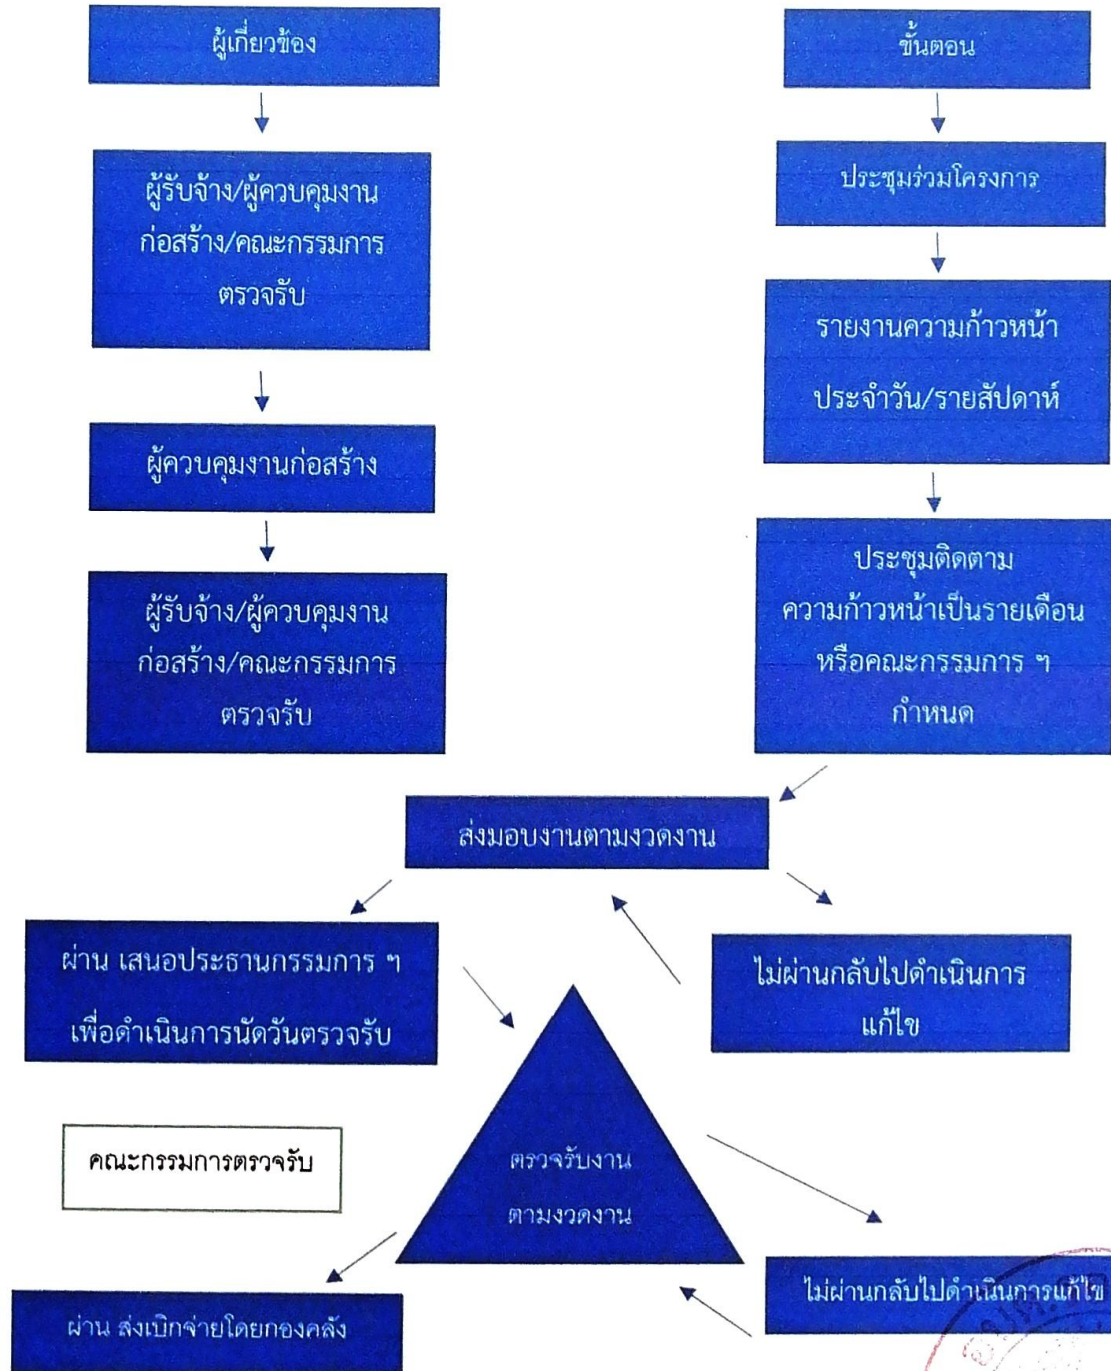 ผู้เกี่ยวข้อง
ขั้นตอน
ผู้รับจ้าง/ผู้ควบคุมงาน
ก่อสร้าง/คณะกรรมการ
ตรวจรับ
ประชุมร่วมโครงการ
รายงานความก้าวหน้า
ประจำวัน/รายสัปดาห์
ผู้ควบคุมงานก่อสร้าง
ผู้รับจ้าง/ผู้ควบคุมงาน
ก่อสร้าง/คณะกรรมการ
ตรวจรับ
ประชุมติดตาม
ความก้าวหน้าเป็นรายเดือน
หรือคณะกรรมการ ฯ
กำหนด
ส่งมอบงานตามงวดงาน
ผ่าน เสนอประธานกรรมการ ฯ
เพื่อดำเนินการนัดวันตรวจรับ
ไม่ผ่านกลับไปดำเนินการ
แก้ไข
คณะกรรมการตรวจรับ
ตรวจรับงาน
ตามงวดงาน
ไม่ผ่านกลับไปดำเนินการแก้ไข
ผ่าน ส่งเบิกจ่ายโดยกองคลัง